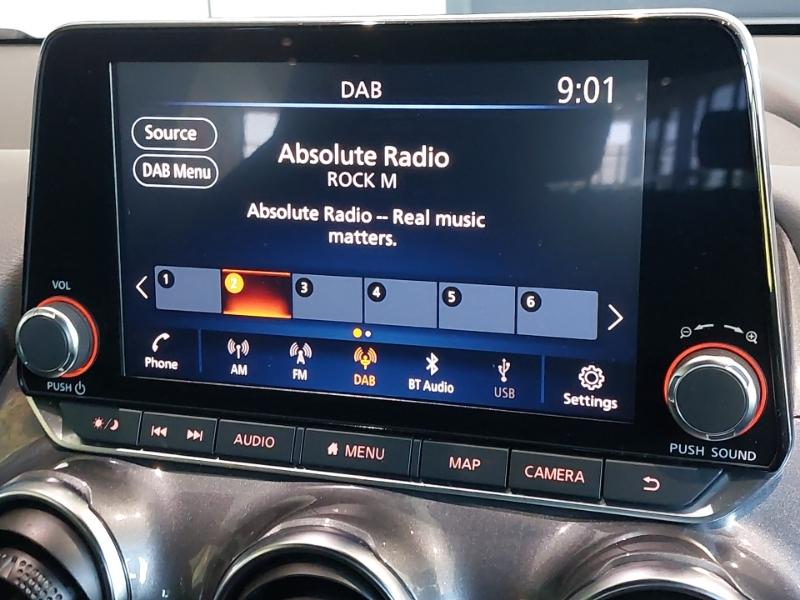 DAB
9:01
Source
DAB Menu
Absolute Radio
ROCK M
Absolute Radio -- Real music
matters.
1 2 3 4 5 6
VOL
PUSH
Phone
AM
FM
DAB
BT Audio
USB
Settings
PUSH SOUND
AUDIO
MENU
MAP
CAMERA